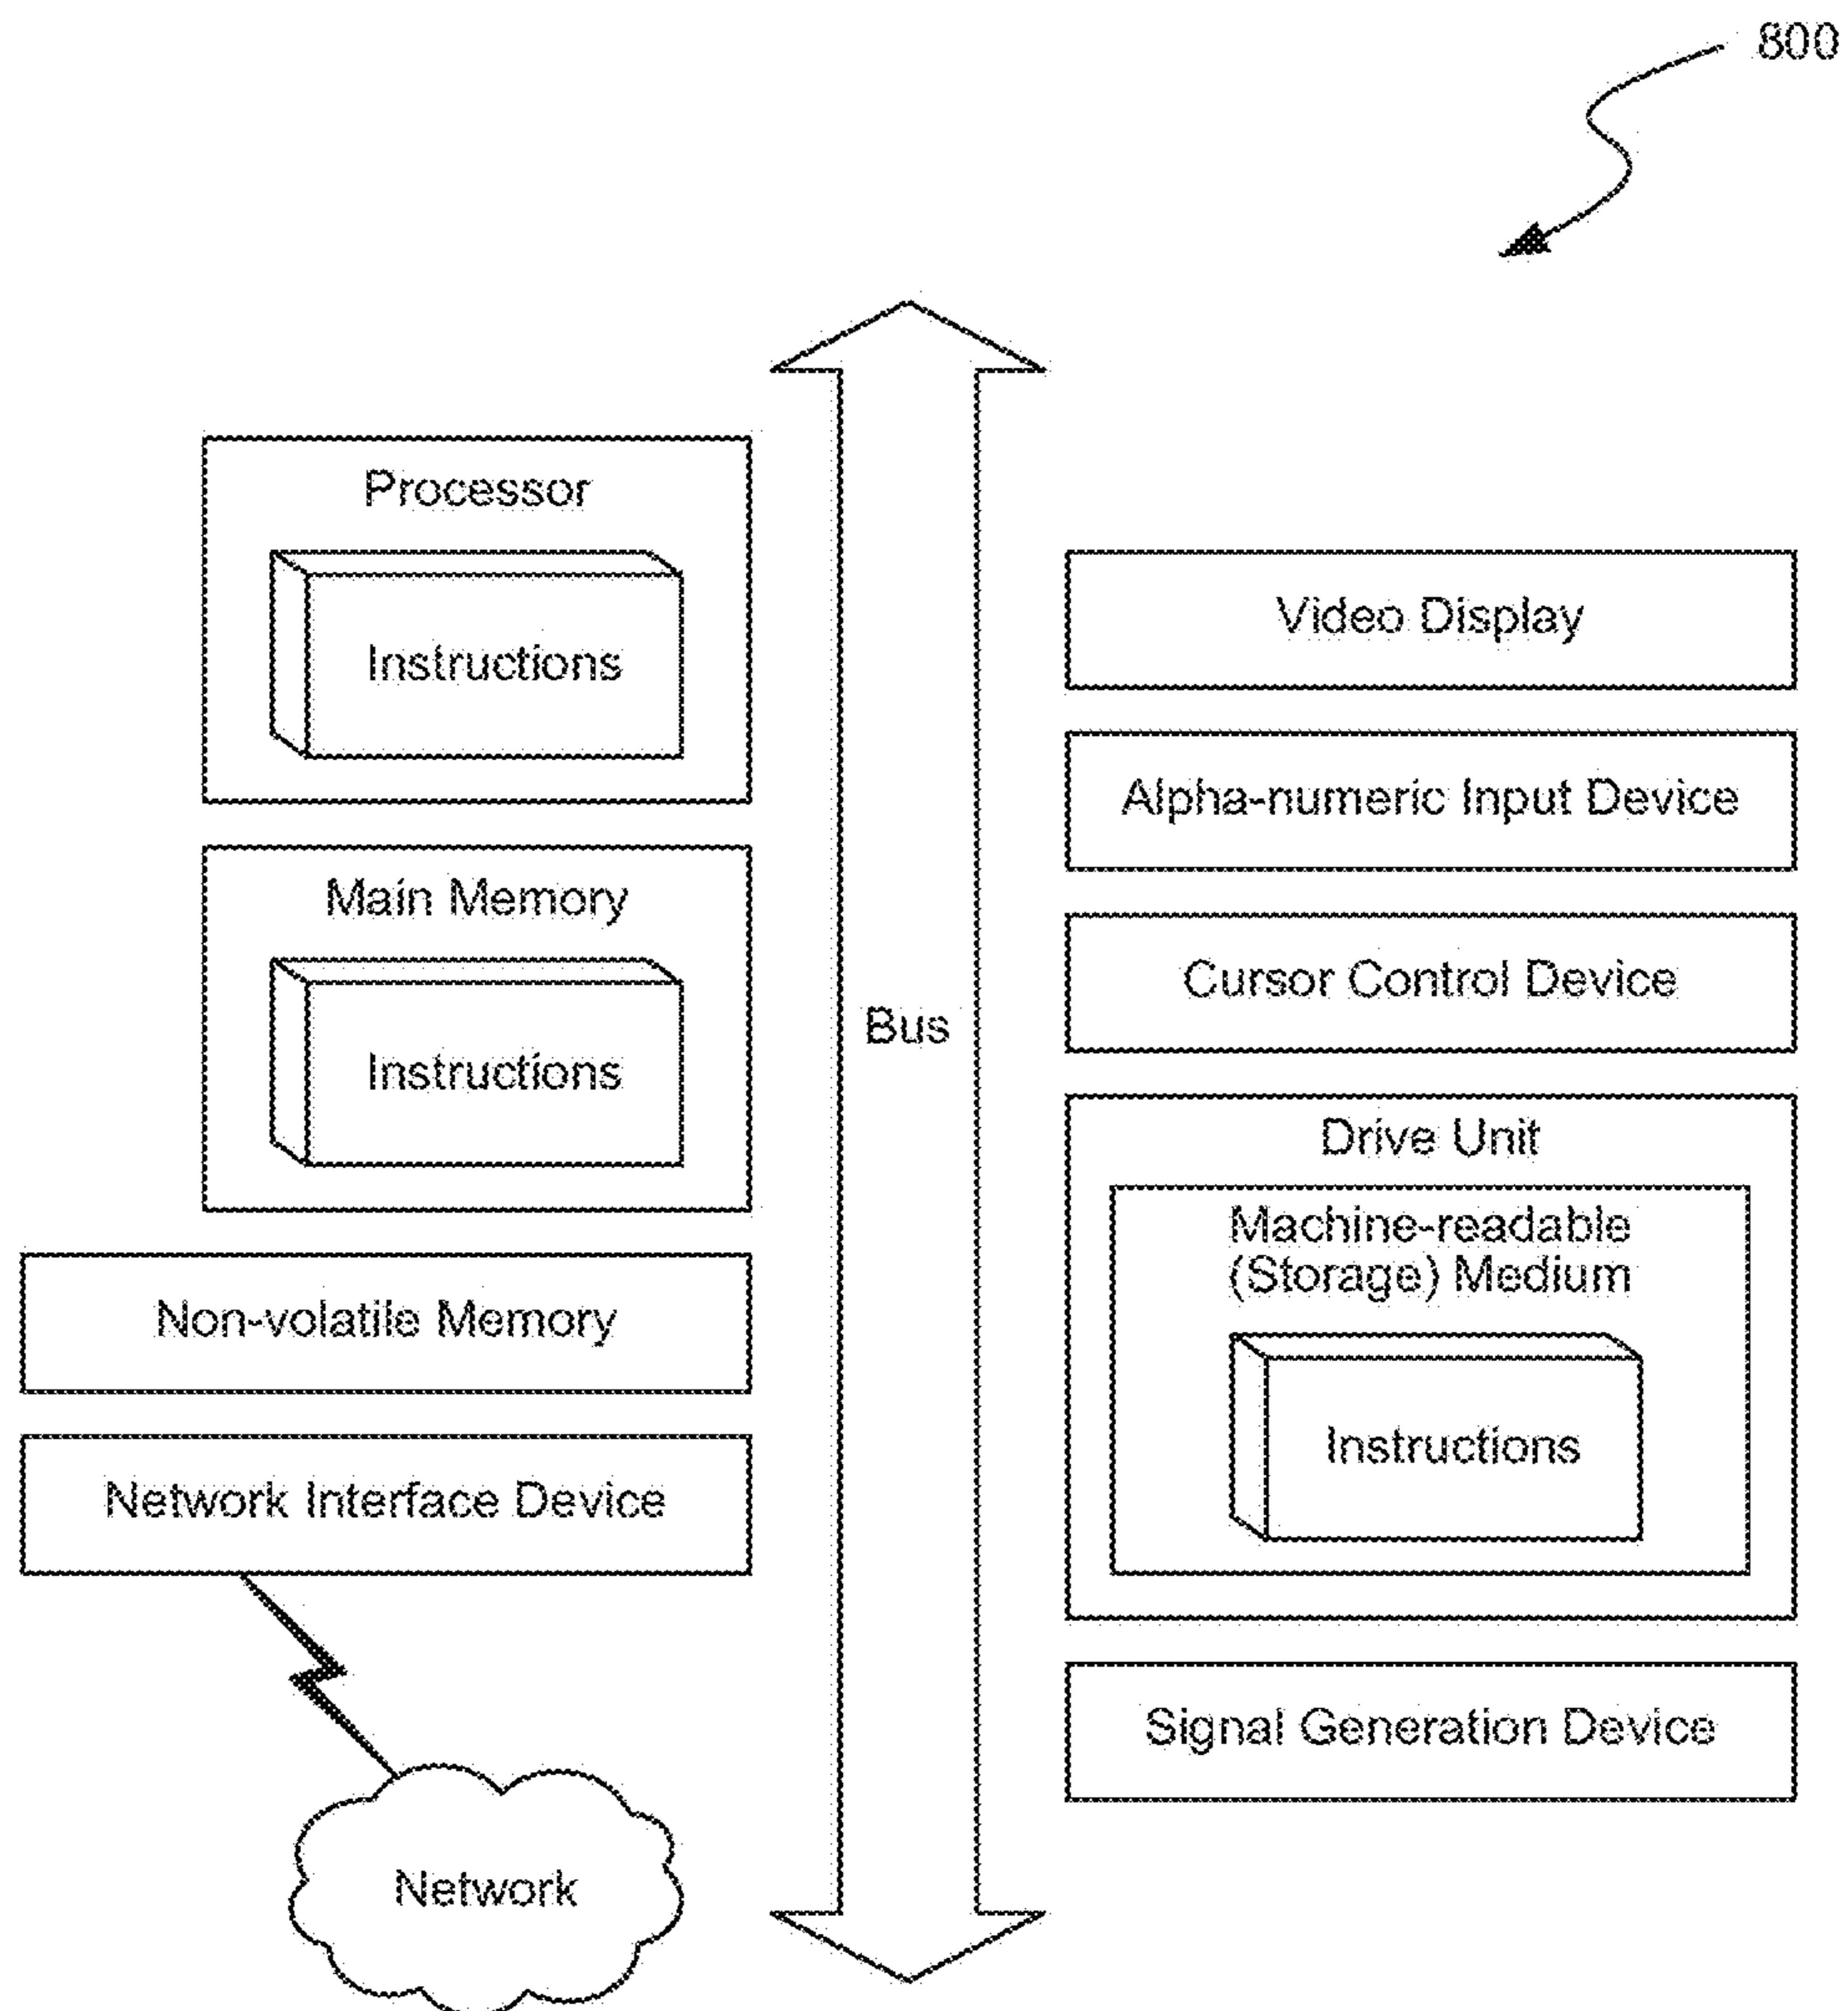 800
Processor
Instructions
Main Memory
Instructions
Non-volatile Memory
Network Interface Device
Network
Bus
Video Display
Alpha-numeric Input Device
Cursor Control Device
Drive Unit
Machine-readable
(Storage) Medium
Instructions
Signal Generation Device